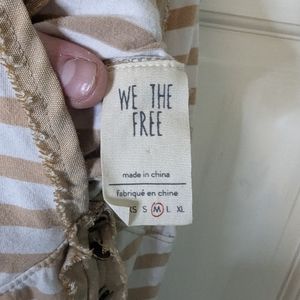 WE THE
FREE
made in china
fabriqué en chine
XS S M L XL